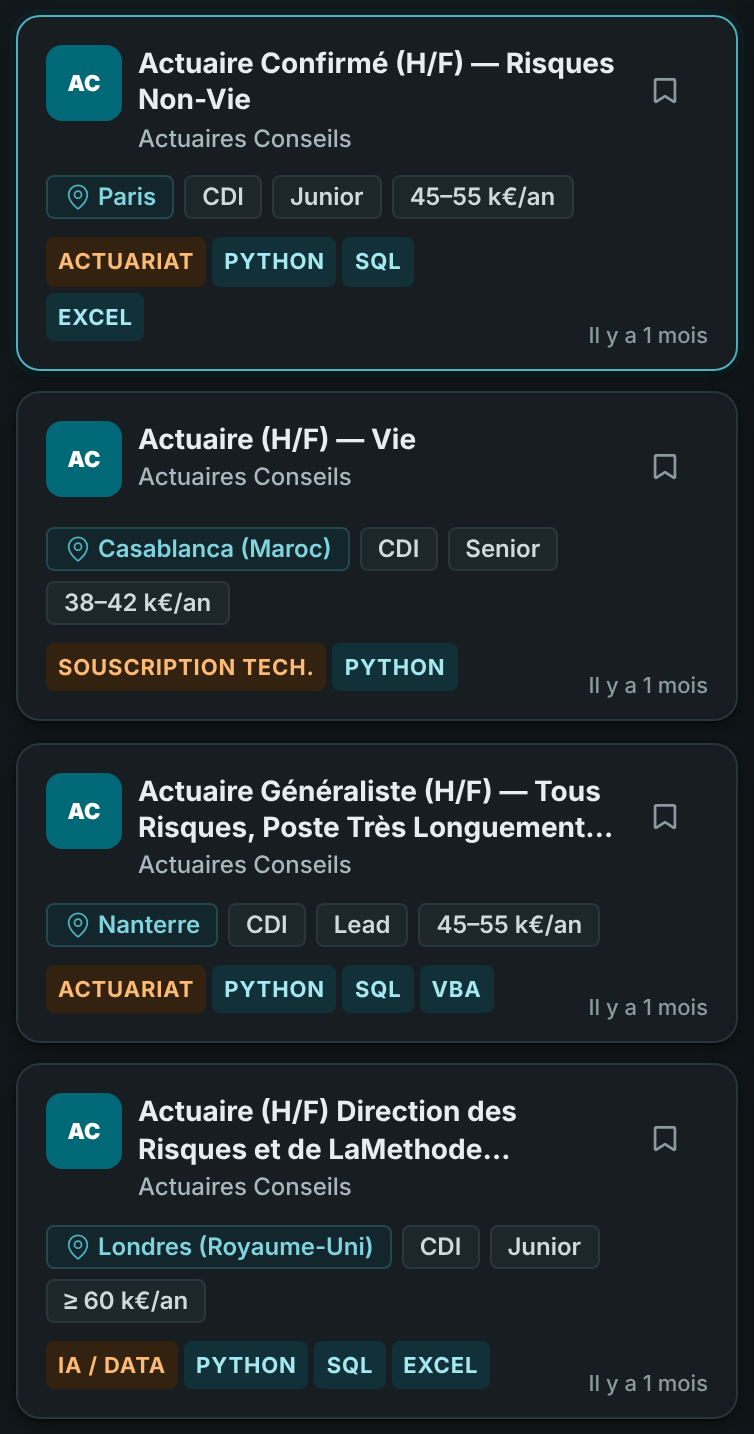 AC
Actuaire Confirmé (H/F) — Risques
Non-Vie
Actuaires Conseils
Paris CDI Junior 45–55 k€/an
ACTUARIAT PYTHON SQL
EXCEL
Il y a 1 mois
AC
Actuaire (H/F) — Vie
Actuaires Conseils
Casablanca (Maroc) CDI Senior
38–42 k€/an
SOUSCRIPTION TECH. PYTHON
Il y a 1 mois
AC
Actuaire Généraliste (H/F) — Tous
Risques, Poste Très Longuement...
Actuaires Conseils
Nanterre CDI Lead 45–55 k€/an
ACTUARIAT PYTHON SQL VBA
Il y a 1 mois
AC
Actuaire (H/F) Direction des
Risques et de LaMethode...
Actuaires Conseils
Londres (Royaume-Uni) CDI Junior
≥ 60 k€/an
IA / DATA PYTHON SQL EXCEL
Il y a 1 mois